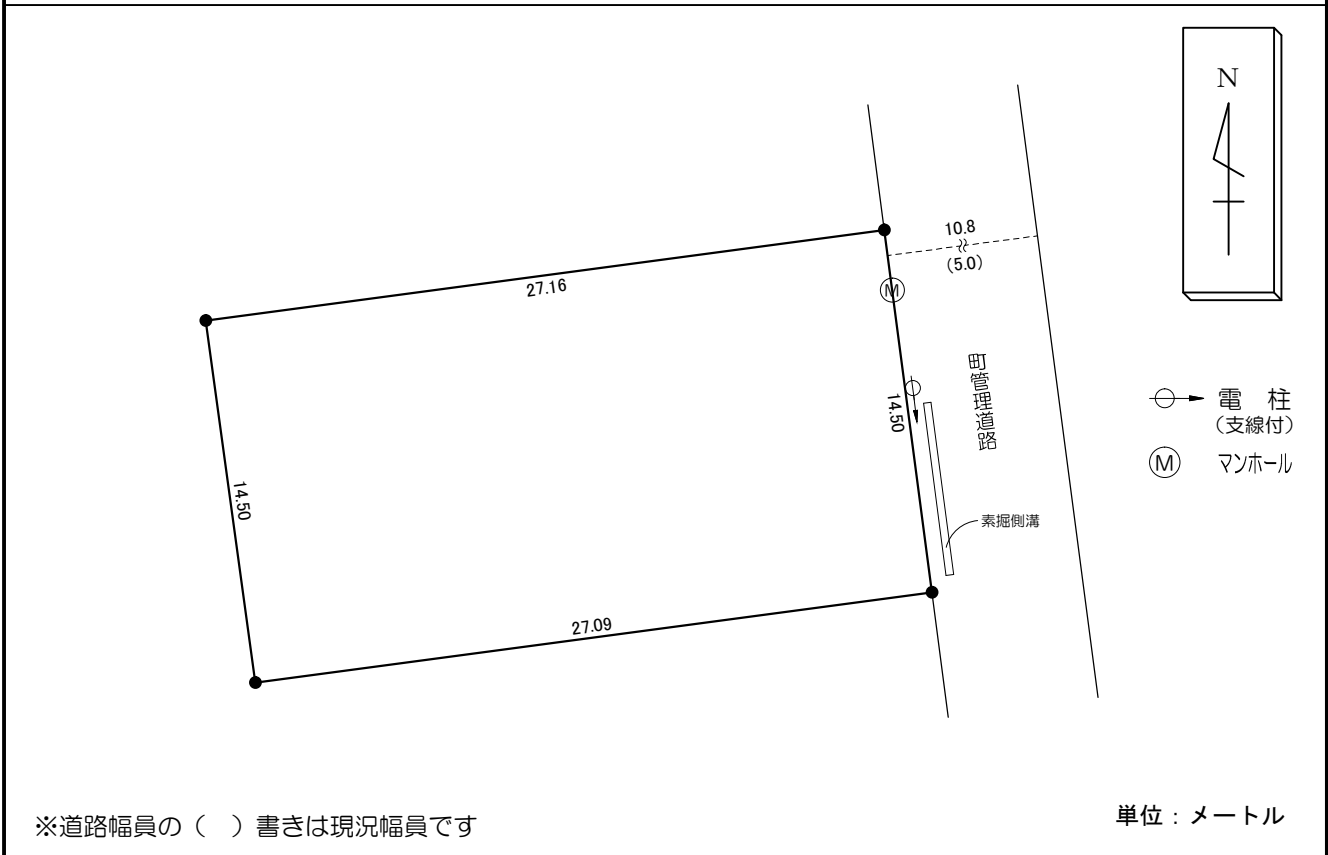 N
10.8
(5.0)
27.16
M
町管理道路
14.50
電 柱
(支線付)
M マンホール
14.50
素掘側溝
27.09
※道路幅員の（ ）書きは現況幅員です
単位：メートル